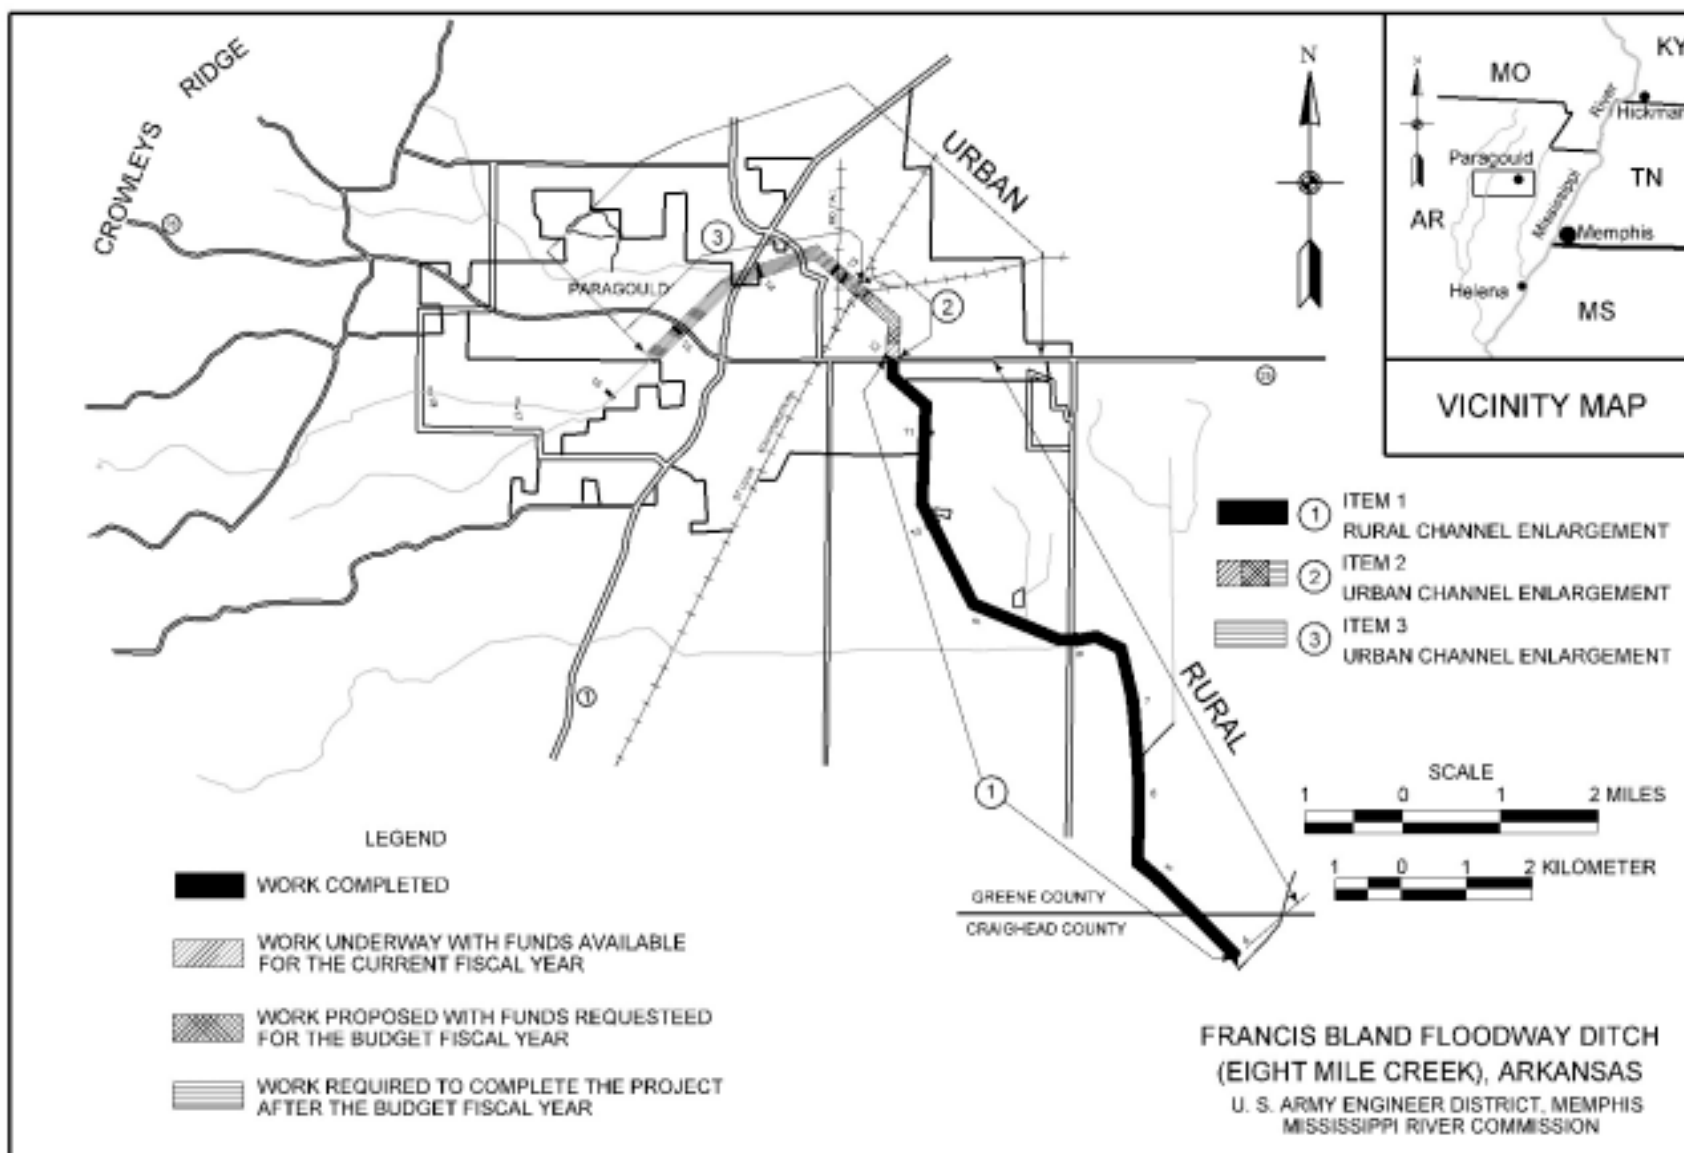 CROWLEYS RIDGE
URBAN
N
3
PARAGOULD
2
1
1
RURAL
GREENE COUNTY
CRAIGHEAD COUNTY
MO
KY
River
Hickman
Paragould
TN
AR
Mississippi
Memphis
Helena
MS
VICINITY MAP
1 ITEM 1
RURAL CHANNEL ENLARGEMENT
2 ITEM 2
URBAN CHANNEL ENLARGEMENT
3 ITEM 3
URBAN CHANNEL ENLARGEMENT
SCALE
1 0 1 2 MILES
1 0 1 2 KILOMETER
LEGEND
WORK COMPLETED
WORK UNDERWAY WITH FUNDS AVAILABLE
FOR THE CURRENT FISCAL YEAR
WORK PROPOSED WITH FUNDS REQUESTEED
FOR THE BUDGET FISCAL YEAR
WORK REQUIRED TO COMPLETE THE PROJECT
AFTER THE BUDGET FISCAL YEAR
FRANCIS BLAND FLOODWAY DITCH
(EIGHT MILE CREEK), ARKANSAS
U. S. ARMY ENGINEER DISTRICT, MEMPHIS
MISSISSIPPI RIVER COMMISSION